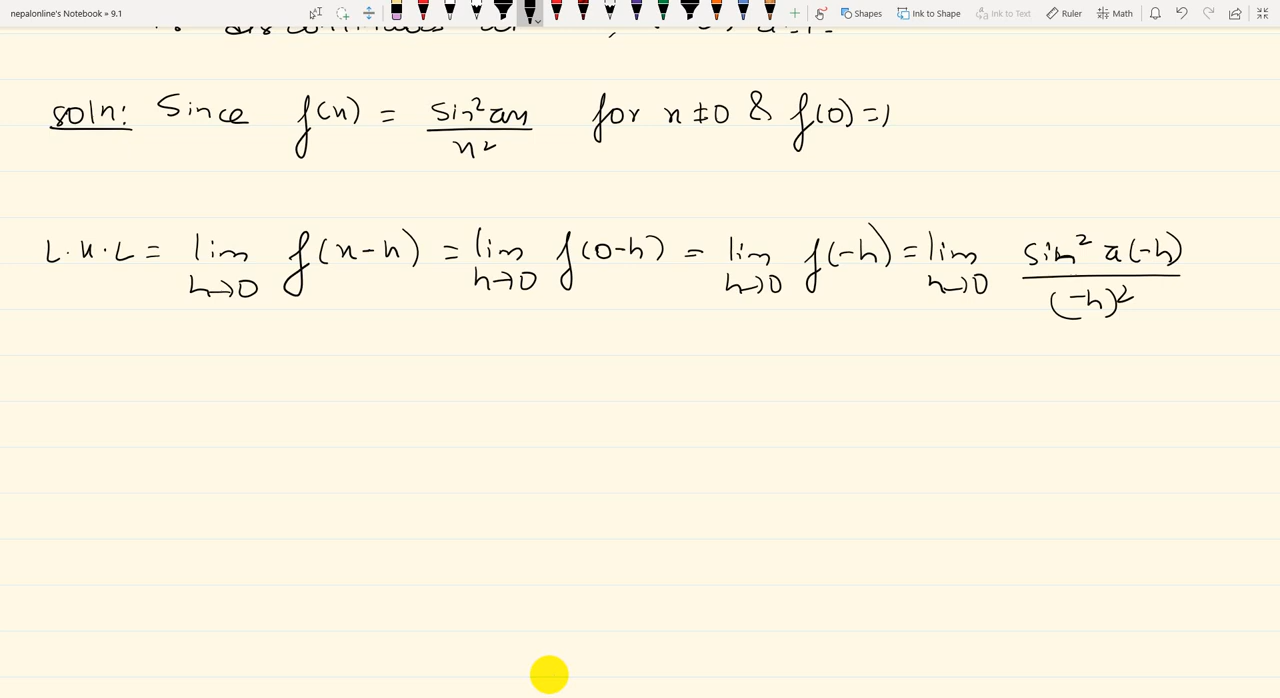 nepalonline's Notebook » 9.1
Shapes Ink to Shape Ink to Text Ruler Math
soln: Since f(x) = sin²ax / x² for x ≠ 0 & f(0) = 1
L.H.L = lim h→0 f(x-h) = lim h→0 f(0-h) = lim h→0 f(-h) = lim h→0 sin² a(-h) / (-h)²